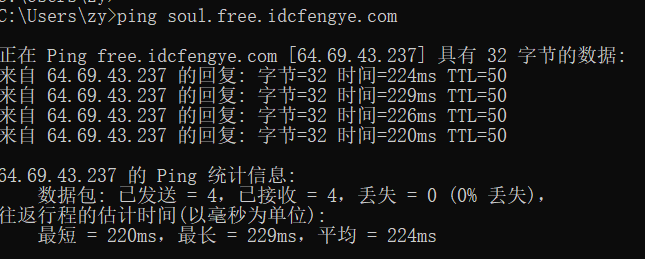 C:\Users\zy>ping soul.free.idcfengye.com
正在 Ping free.idcfengye.com [64.69.43.237] 具有 32 字节的数据:
来自 64.69.43.237 的回复: 字节=32 时间=224ms TTL=50
来自 64.69.43.237 的回复: 字节=32 时间=229ms TTL=50
来自 64.69.43.237 的回复: 字节=32 时间=226ms TTL=50
来自 64.69.43.237 的回复: 字节=32 时间=220ms TTL=50
64.69.43.237 的 Ping 统计信息:
数据包: 已发送 = 4，已接收 = 4，丢失 = 0 (0% 丢失)，
往返行程的估计时间(以毫秒为单位):
最短 = 220ms，最长 = 229ms，平均 = 224ms